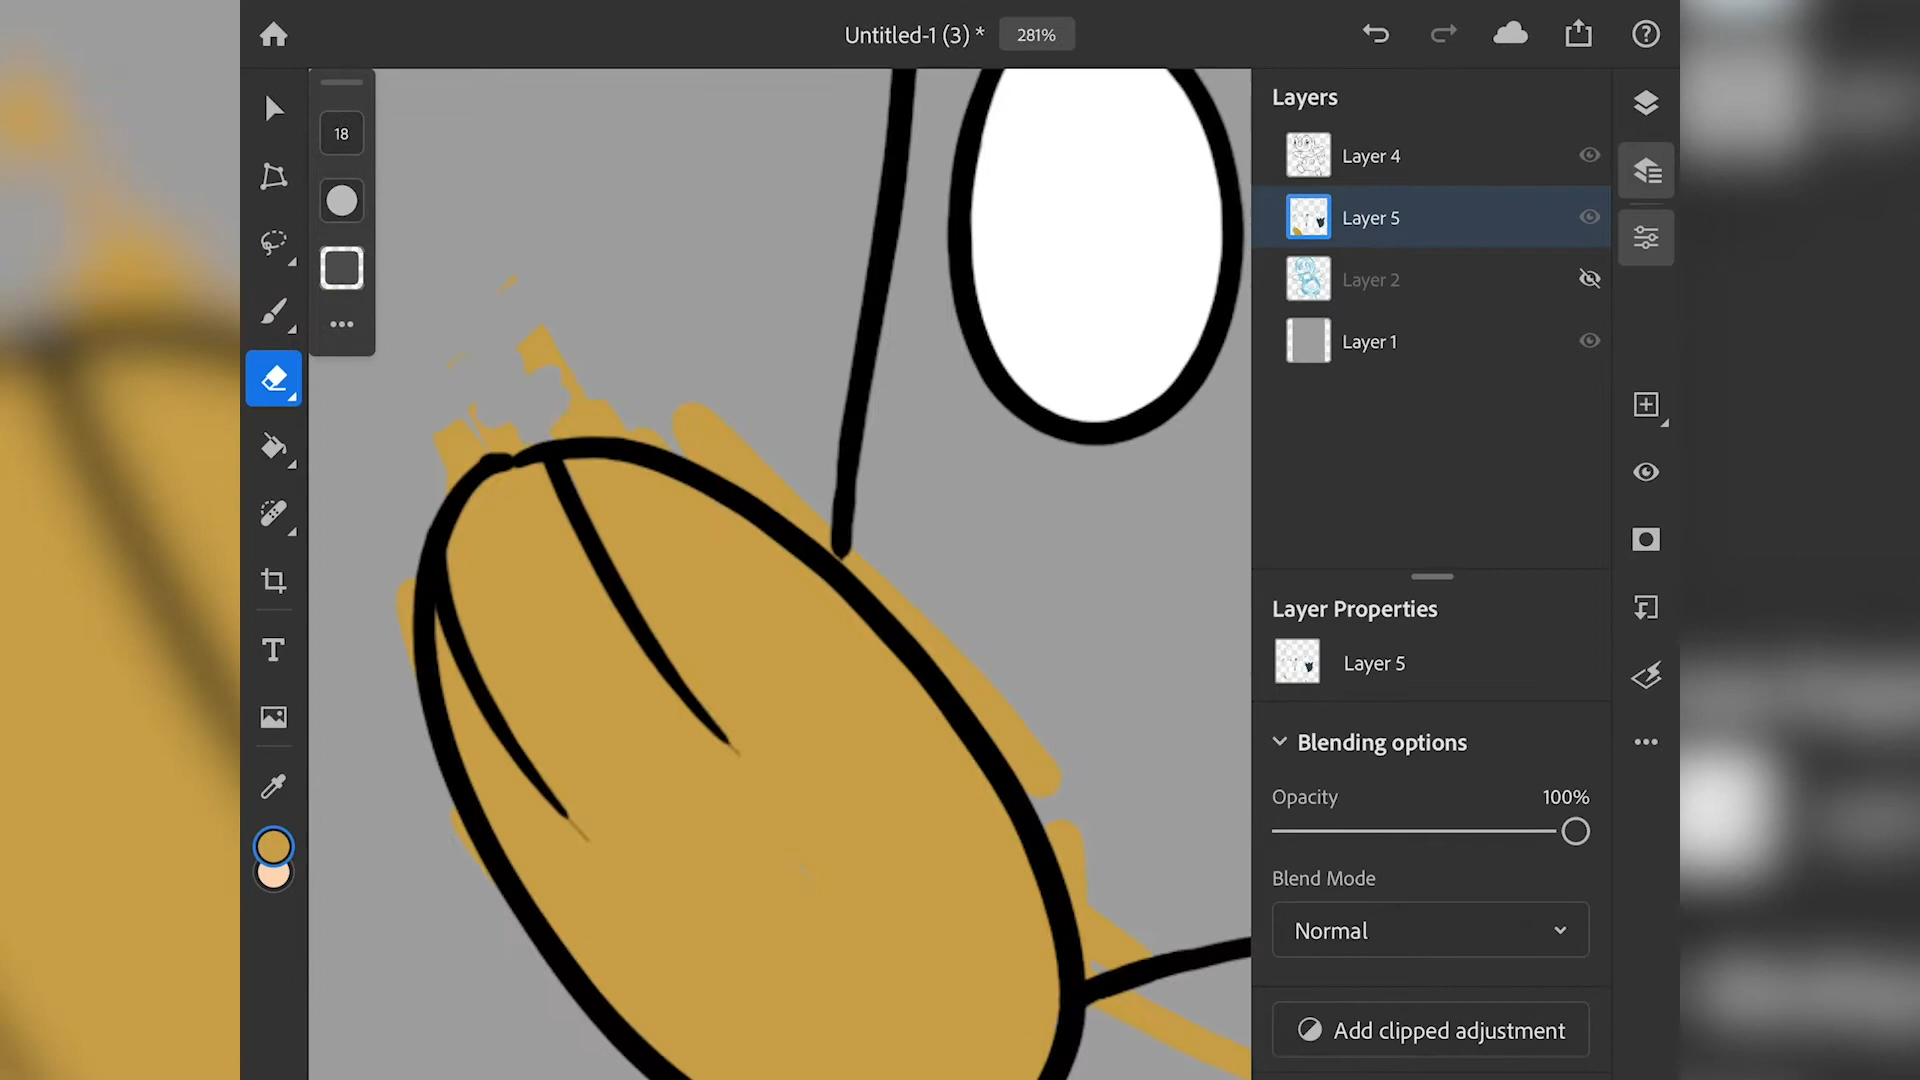 Untitled-1 (3) *
281%
18
Layers
Layer 4
Layer 5
Layer 2
Layer 1
Layer Properties
Layer 5
Blending options
Opacity
100%
Blend Mode
Normal
Add clipped adjustment